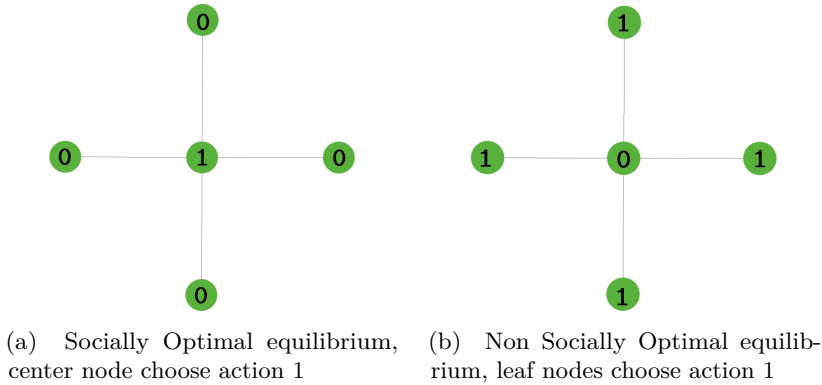 0
0 1 0
0
(a) Socially Optimal equilibrium,
center node choose action 1
1
1 0 1
1
(b) Non Socially Optimal equilib-
rium, leaf nodes choose action 1